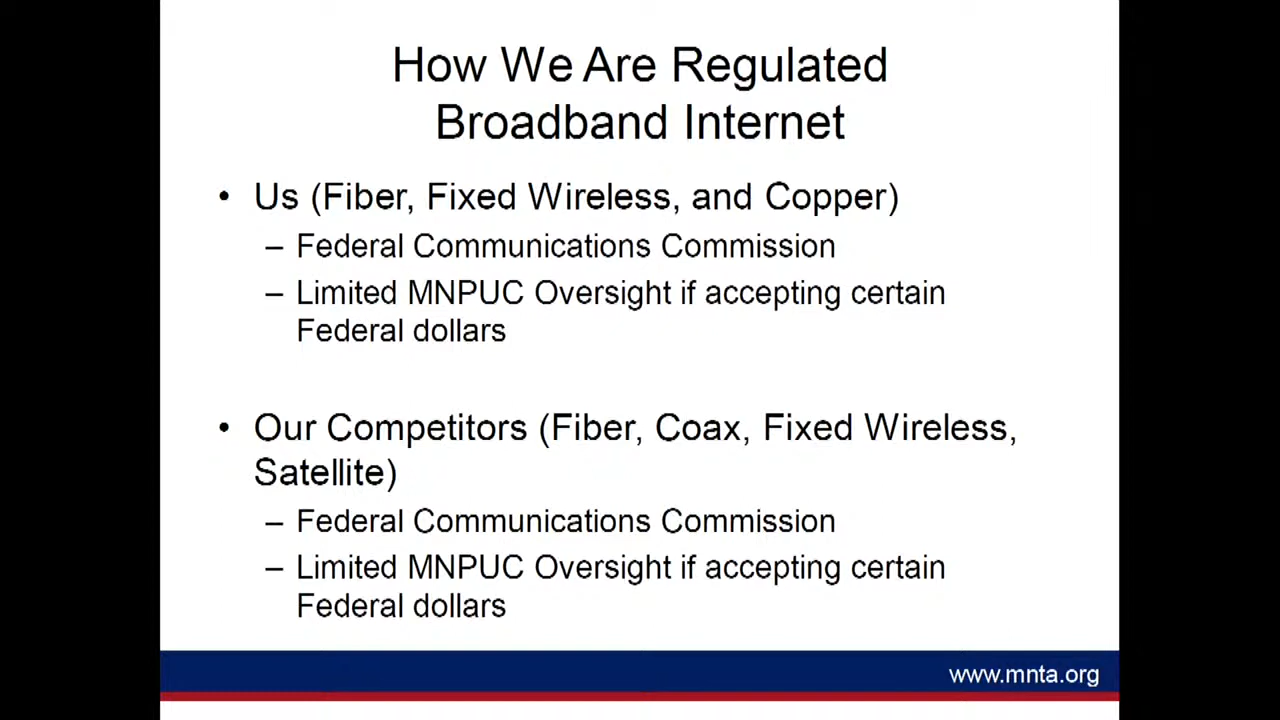 How We Are Regulated
Broadband Internet
• Us (Fiber, Fixed Wireless, and Copper)
– Federal Communications Commission
– Limited MNPUC Oversight if accepting certain
Federal dollars
• Our Competitors (Fiber, Coax, Fixed Wireless,
Satellite)
– Federal Communications Commission
– Limited MNPUC Oversight if accepting certain
Federal dollars
www.mnta.org